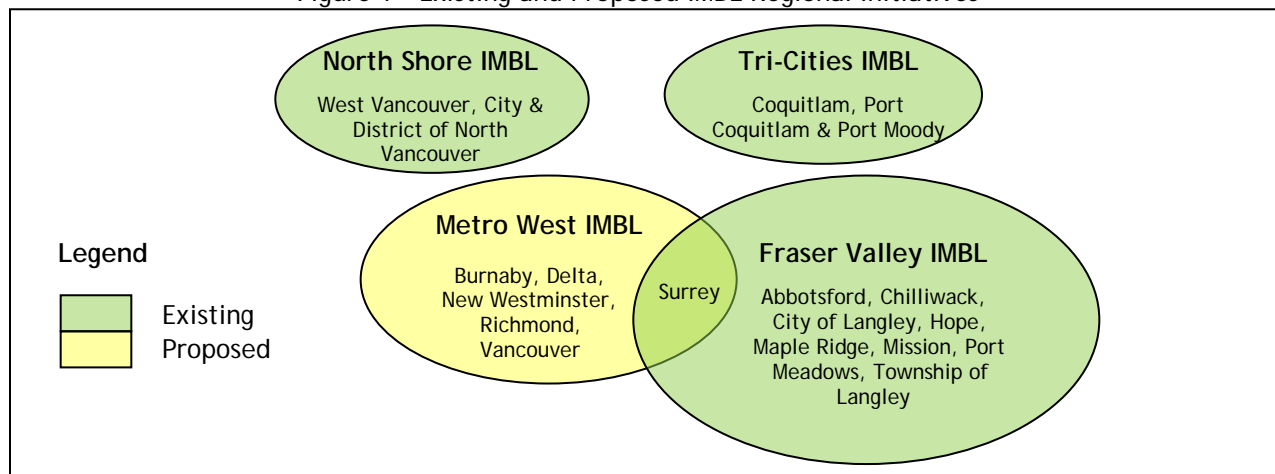 Figure 1 – Existing and Proposed IMBL Regional Initiatives
North Shore IMBL
West Vancouver, City &
District of North
Vancouver
Tri-Cities IMBL
Coquitlam, Port
Coquitlam & Port Moody
Metro West IMBL
Burnaby, Delta,
New Westminster,
Richmond,
Vancouver
Surrey
Fraser Valley IMBL
Abbotsford, Chilliwack,
City of Langley, Hope,
Maple Ridge, Mission, Port
Meadows, Township of
Langley
Legend
Existing
Proposed